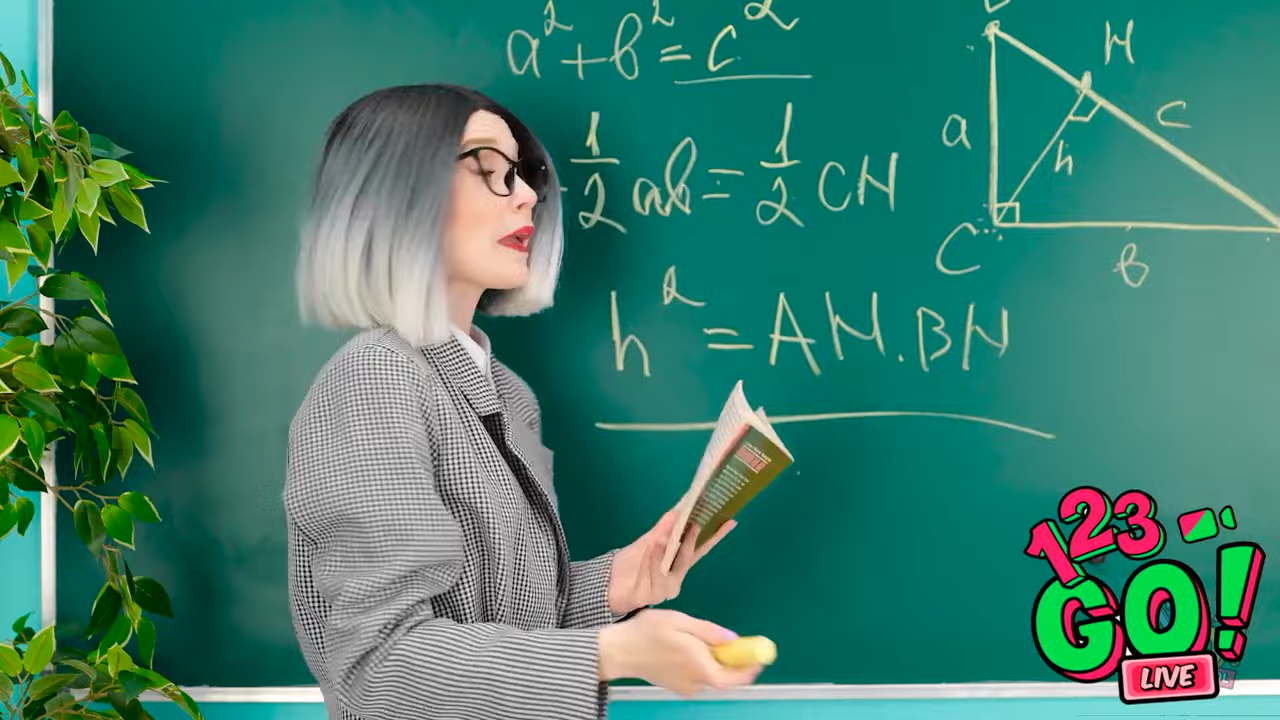 a² + b² = c²
½ ab = ½ CH
h² = AH . BH
H
a
c
h
C
b
123
GO!
LIVE